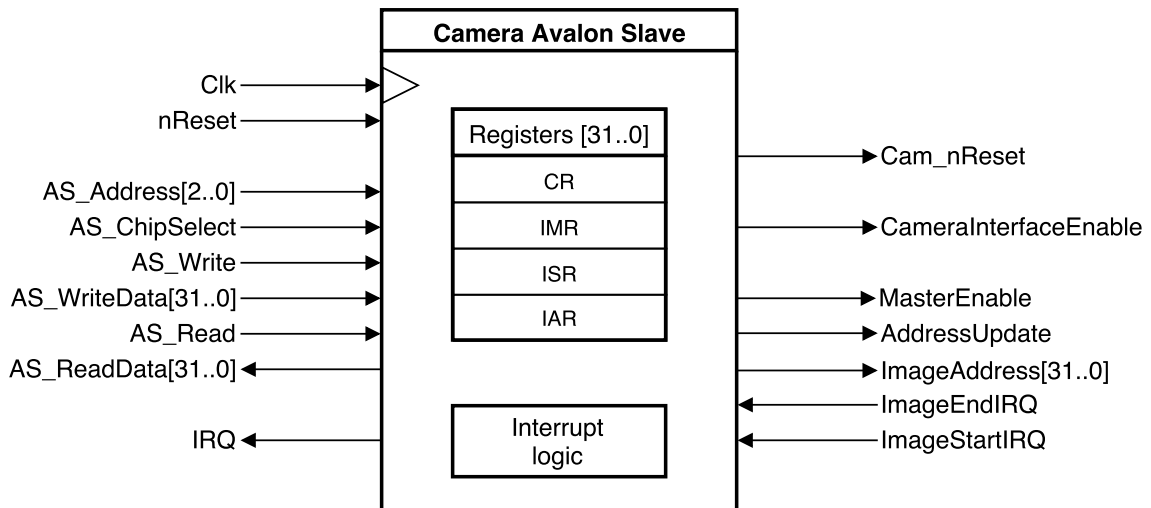 Camera Avalon Slave
Clk
nReset
AS_Address[2..0]
AS_ChipSelect
AS_Write
AS_WriteData[31..0]
AS_Read
AS_ReadData[31..0]
IRQ
Registers [31..0]
CR
IMR
ISR
IAR
Interrupt
logic
Cam_nReset
CameraInterfaceEnable
MasterEnable
AddressUpdate
ImageAddress[31..0]
ImageEndIRQ
ImageStartIRQ